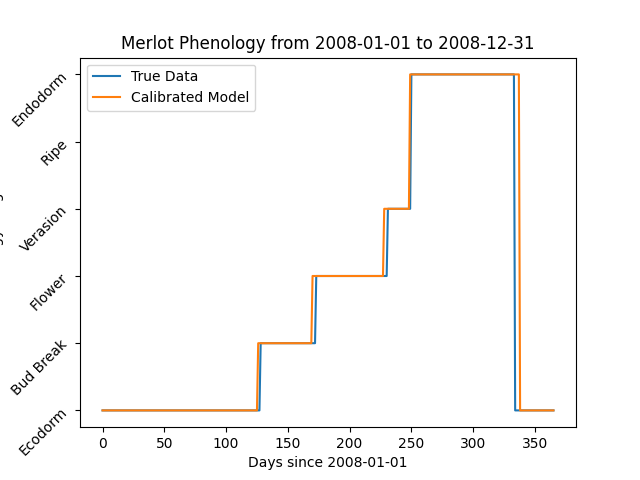 Merlot Phenology from 2008-01-01 to 2008-12-31
True Data
Calibrated Model
Endodorm
Ripe
Verasion
Flower
Bud Break
Ecodorm
0 50 100 150 200 250 300 350
Days since 2008-01-01